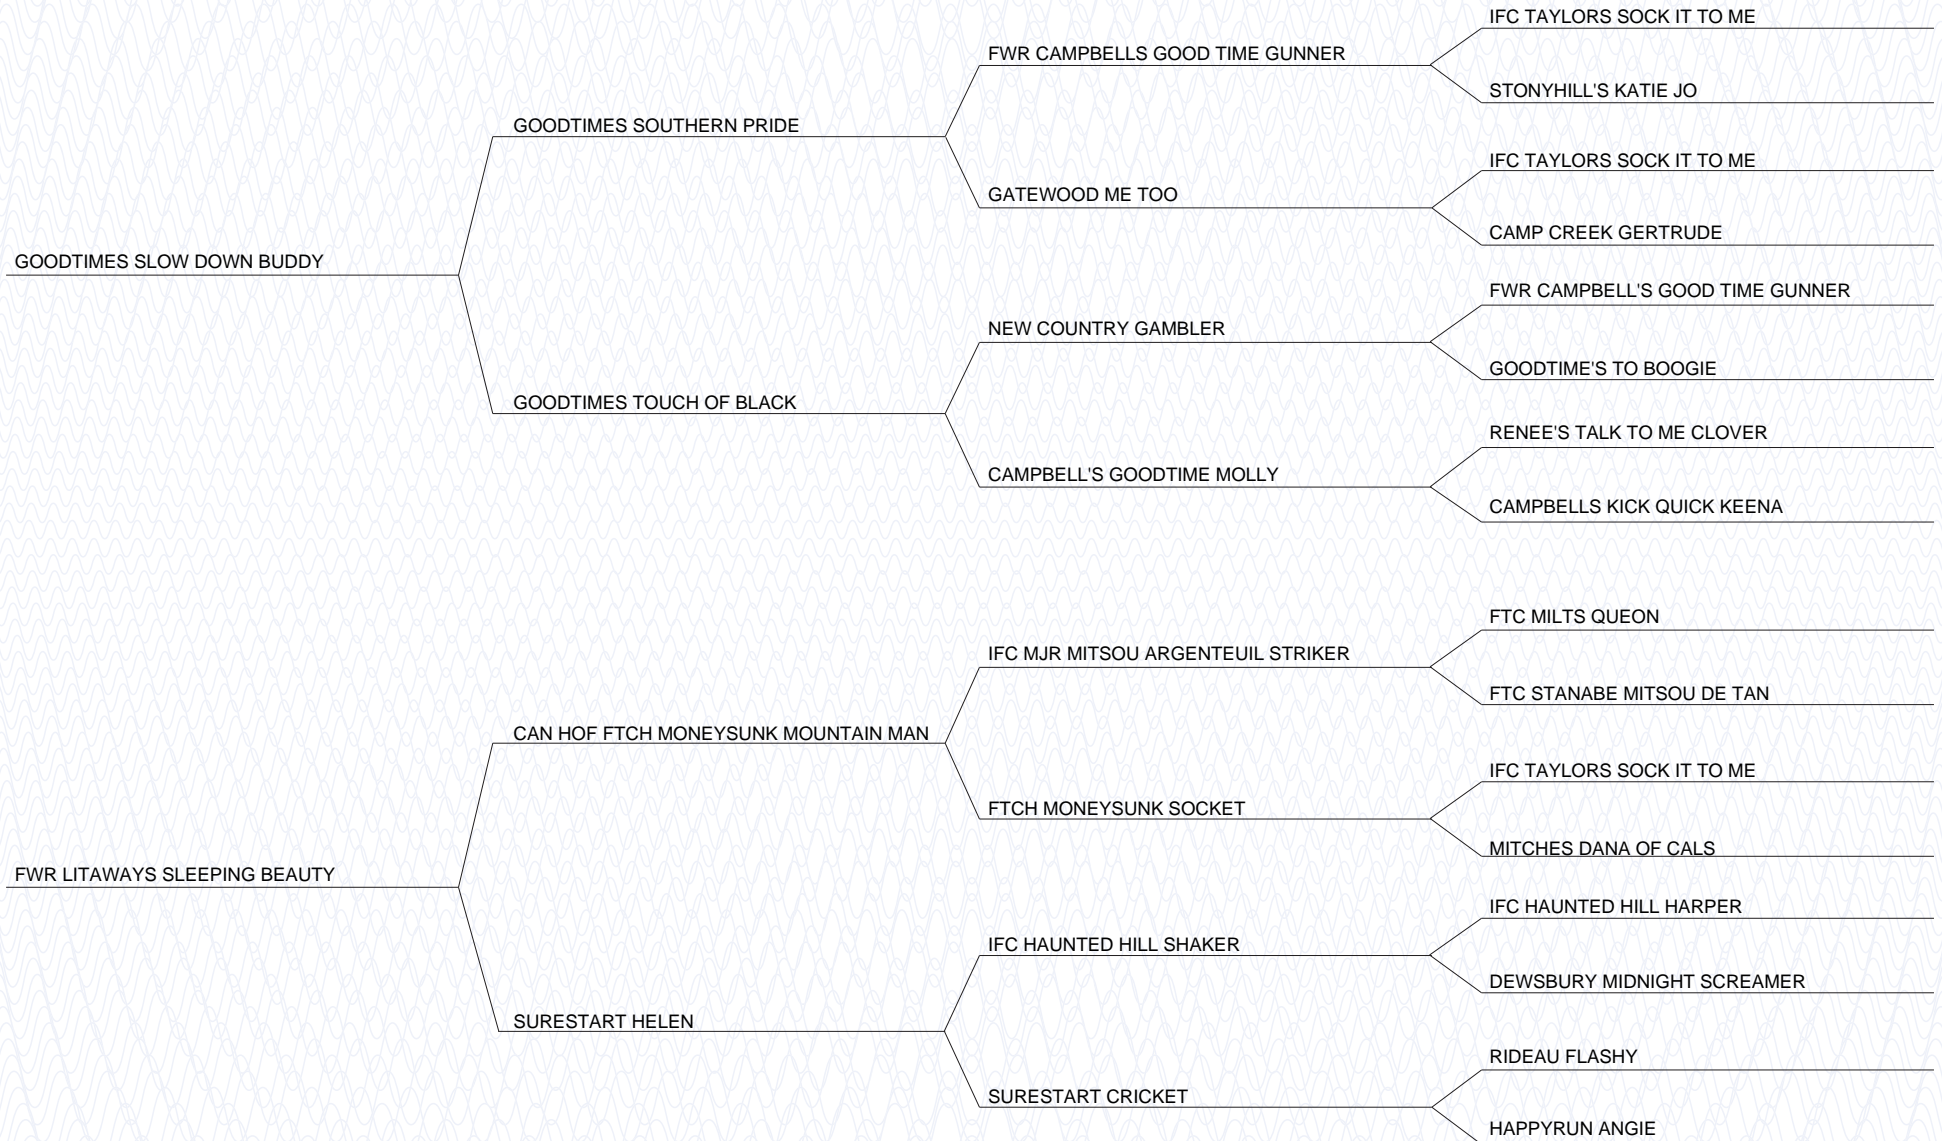 IFC TAYLORS SOCK IT TO ME
FWR CAMPBELLS GOOD TIME GUNNER
STONYHILL'S KATIE JO
GOODTIMES SOUTHERN PRIDE
IFC TAYLORS SOCK IT TO ME
GATEWOOD ME TOO
CAMP CREEK GERTRUDE
GOODTIMES SLOW DOWN BUDDY
FWR CAMPBELL'S GOOD TIME GUNNER
NEW COUNTRY GAMBLER
GOODTIME'S TO BOOGIE
GOODTIMES TOUCH OF BLACK
RENEE'S TALK TO ME CLOVER
CAMPBELL'S GOODTIME MOLLY
CAMPBELLS KICK QUICK KEENA
FTC MILTS QUEON
IFC MJR MITSOU ARGENTEUIL STRIKER
FTC STANABE MITSOU DE TAN
CAN HOF FTCH MONEYSUNK MOUNTAIN MAN
IFC TAYLORS SOCK IT TO ME
FTCH MONEYSUNK SOCKET
MITCHES DANA OF CALS
FWR LITAWAYS SLEEPING BEAUTY
IFC HAUNTED HILL HARPER
IFC HAUNTED HILL SHAKER
DEWSBURY MIDNIGHT SCREAMER
SURESTART HELEN
RIDEAU FLASHY
SURESTART CRICKET
HAPPYRUN ANGIE